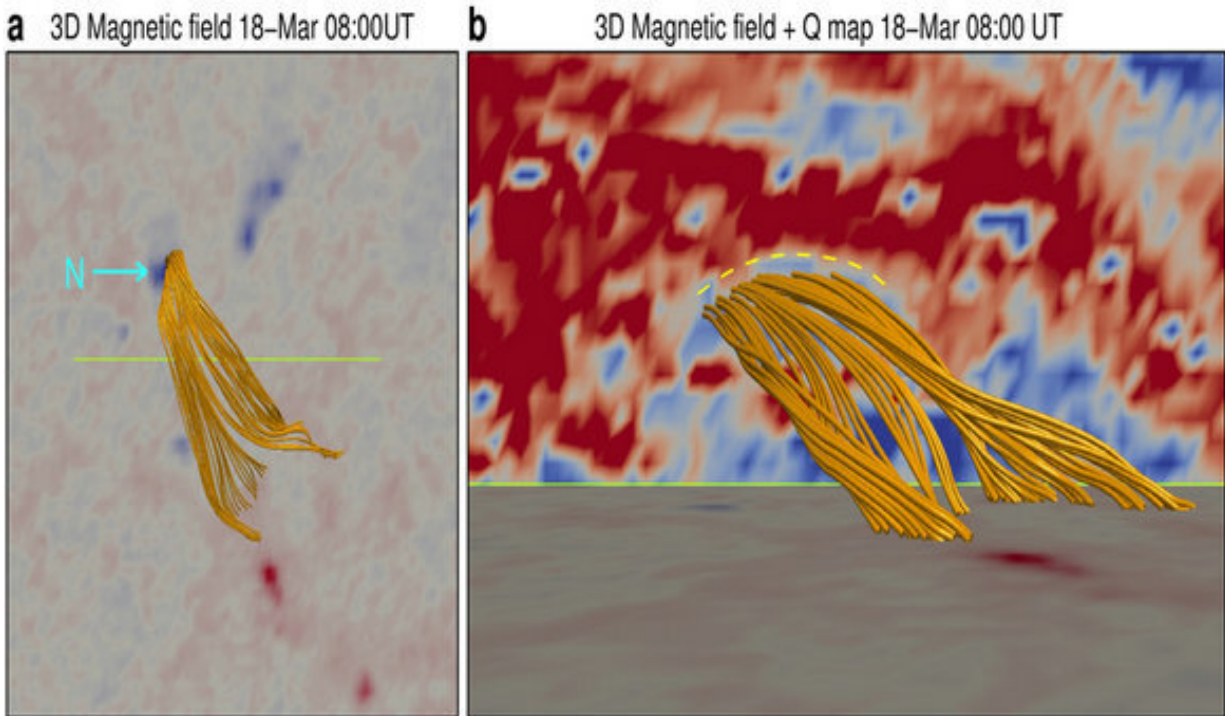 a 3D Magnetic field 18–Mar 08:00UT
b 3D Magnetic field + Q map 18–Mar 08:00 UT
N